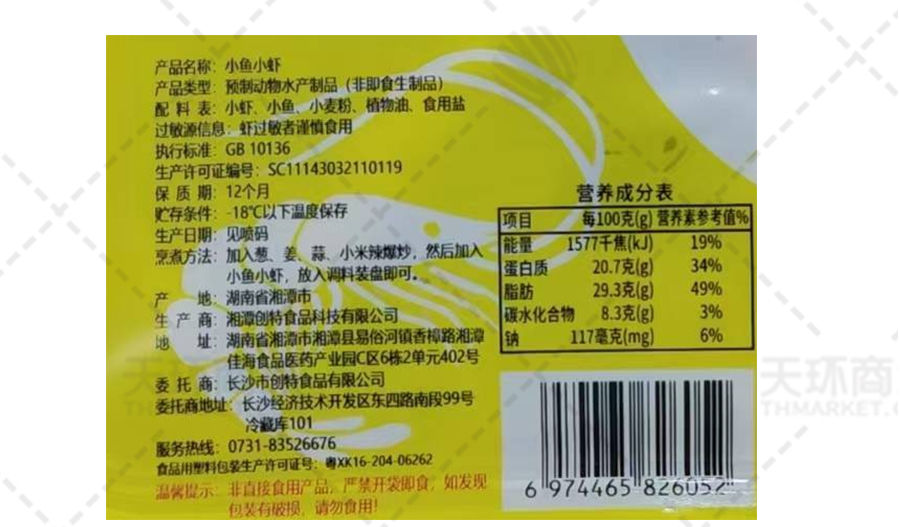 产品名称：小鱼小虾
产品类型：预制动物水产制品（非即食生制品）
配 料 表：小虾、小鱼、小麦粉、植物油、食用盐
过敏源信息：虾过敏者谨慎食用
执行标准：GB 10136
生产许可证编号：SC11143032110119
保 质 期：12个月
贮存条件：-18℃以下温度保存
生产日期：见喷码
烹煮方法：加入葱、姜、蒜、小米辣爆炒，然后加入
小鱼小虾，放入调料装盘即可。
产 地：湖南省湘潭市
生 产 商：湘潭创特食品科技有限公司
地 址：湖南省湘潭市湘潭县易俗河镇香樟路湘潭
佳海食品医药产业园C区6栋2单元402号
委 托 商：长沙市创特食品有限公司
委托商地址：长沙经济技术开发区东四路南段99号
冷藏库101
服务热线：0731-83526676
食品用塑料包装生产许可证号：粤XK16-204-06262
温馨提示：非直接食用产品，严禁开袋即食；如发现
包装有破损，请勿食用！
营养成分表
项目 每100克(g) 营养素参考值%
能量 1577千焦(kJ) 19%
蛋白质 20.7克(g) 34%
脂肪 29.3克(g) 49%
碳水化合物 8.3克(g) 3%
钠 117毫克(mg) 6%
6 974465 826052
天环商
THMARKET.C